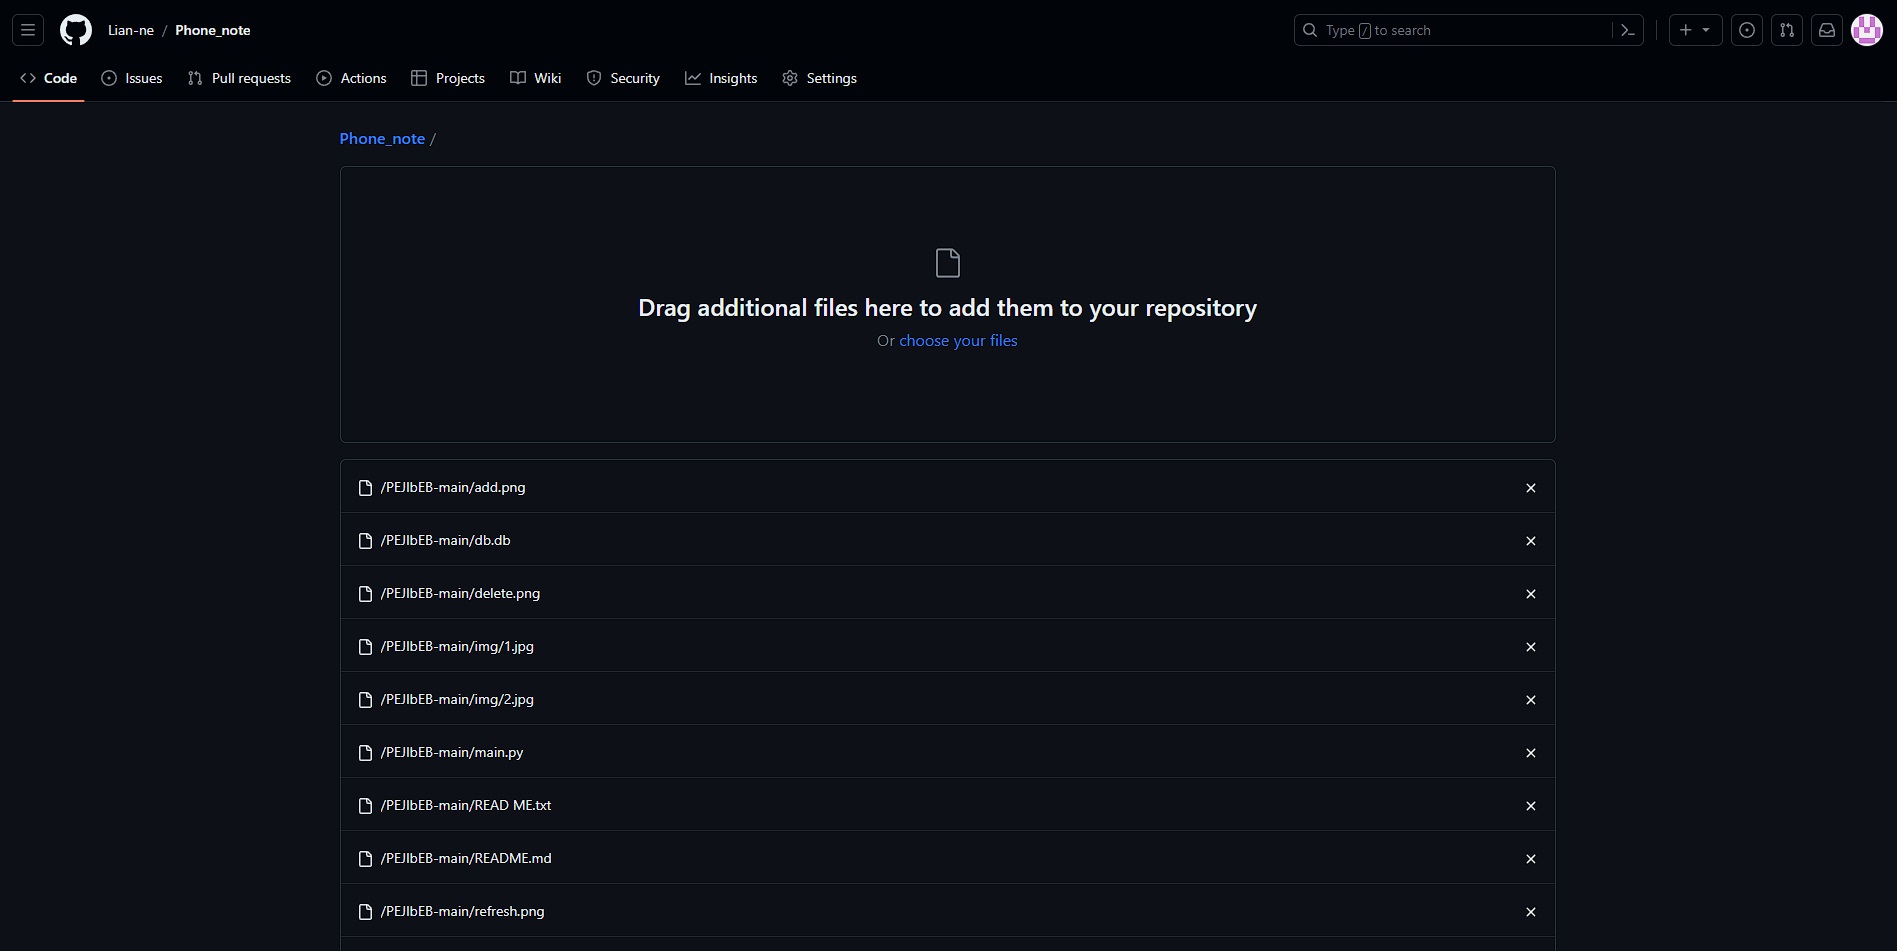 Lian-ne / Phone_note
Type / to search
Code Issues Pull requests Actions Projects Wiki Security Insights Settings
Phone_note /
Drag additional files here to add them to your repository
Or choose your files
/PEJIbEB-main/add.png
/PEJIbEB-main/db.db
/PEJIbEB-main/delete.png
/PEJIbEB-main/img/1.jpg
/PEJIbEB-main/img/2.jpg
/PEJIbEB-main/main.py
/PEJIbEB-main/READ ME.txt
/PEJIbEB-main/README.md
/PEJIbEB-main/refresh.png